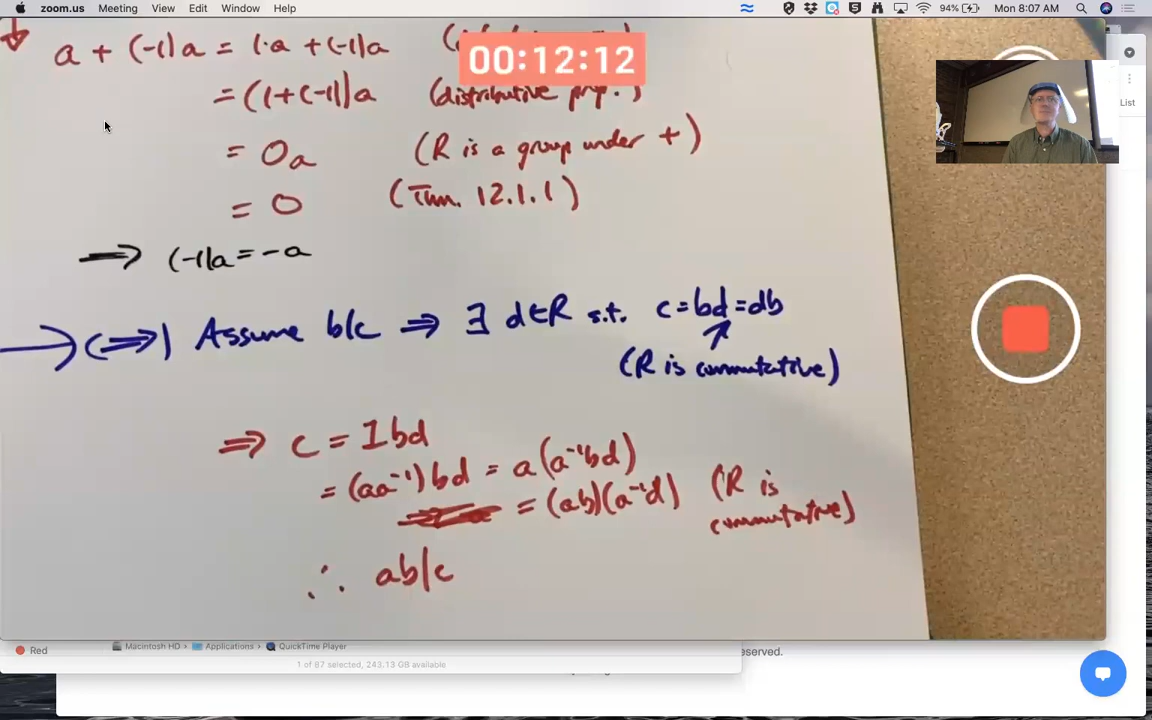 zoom.us Meeting View Edit Window Help 94% Mon 8:07 AM
a + (-1)a = 1·a + (-1)a
00:12:12
= (1+(-1))a (distributive prop.)
= 0a (R is a group under +)
= 0 (Thm. 12.1.1)
⟹ (-1)a = -a
List
(⟹) Assume b|c ⟹ ∃ d∈R s.t. c = bd = db
(R is commutative)
⟹ c = 1bd
= (aa⁻¹)bd = a(a⁻¹bd)
= (ab)(a⁻¹d) (R is
commutative)
∴ ab|c
Red
Macintosh HD › Applications › QuickTime Player
1 of 87 selected, 243.13 GB available
served.